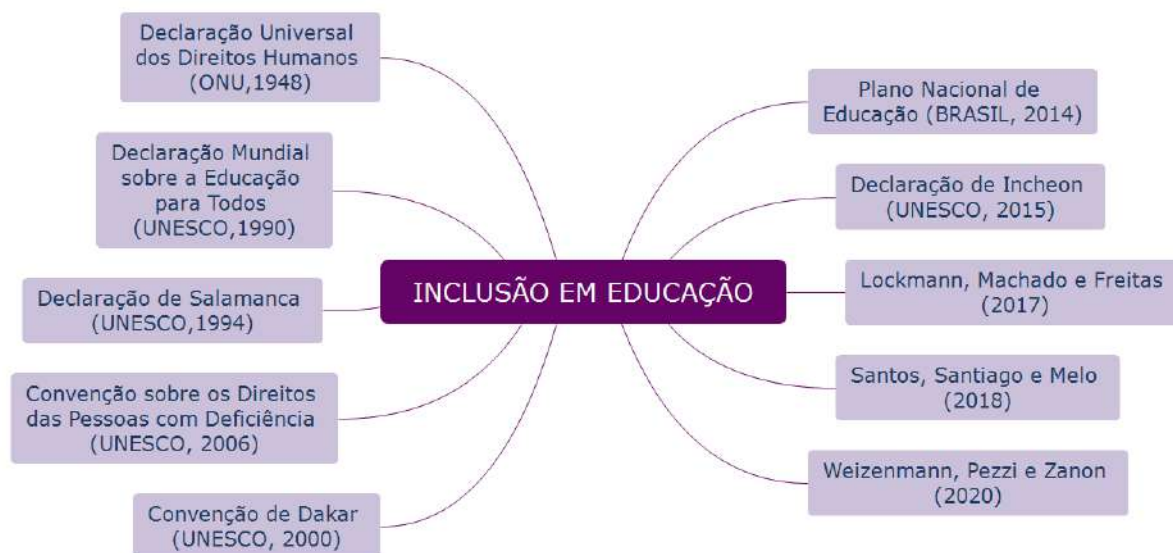 Declaração Universal
dos Direitos Humanos
(ONU,1948)
Declaração Mundial
sobre a Educação
para Todos
(UNESCO,1990)
Declaração de Salamanca
(UNESCO,1994)
Convenção sobre os Direitos
das Pessoas com Deficiência
(UNESCO, 2006)
Convenção de Dakar
(UNESCO, 2000)
INCLUSÃO EM EDUCAÇÃO
Plano Nacional de
Educação (BRASIL, 2014)
Declaração de Incheon
(UNESCO, 2015)
Lockmann, Machado e Freitas
(2017)
Santos, Santiago e Melo
(2018)
Weizenmann, Pezzi e Zanon
(2020)